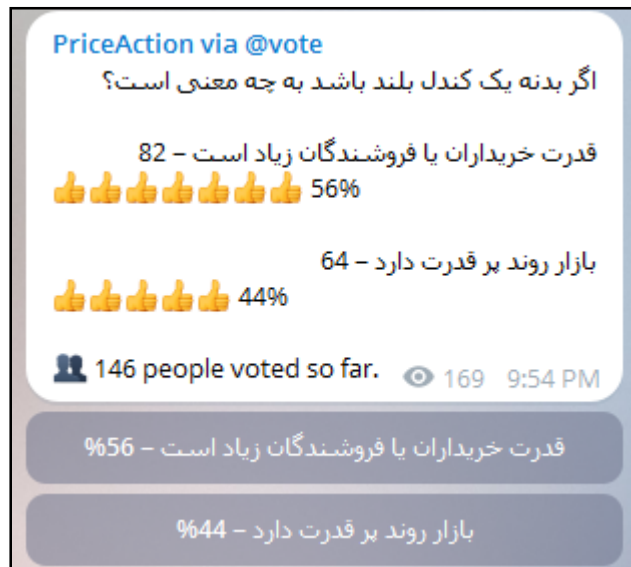 PriceAction via @vote
اگر بدنه یک کندل بلند باشد به چه معنی است؟
قدرت خریداران یا فروشندگان زیاد است – 82
👍👍👍👍👍👍👍 56%
بازار روند پر قدرت دارد – 64
👍👍👍👍👍 44%
👥 146 people voted so far. 169 9:54 PM
قدرت خریداران یا فروشندگان زیاد است – 56%
بازار روند پر قدرت دارد – 44%